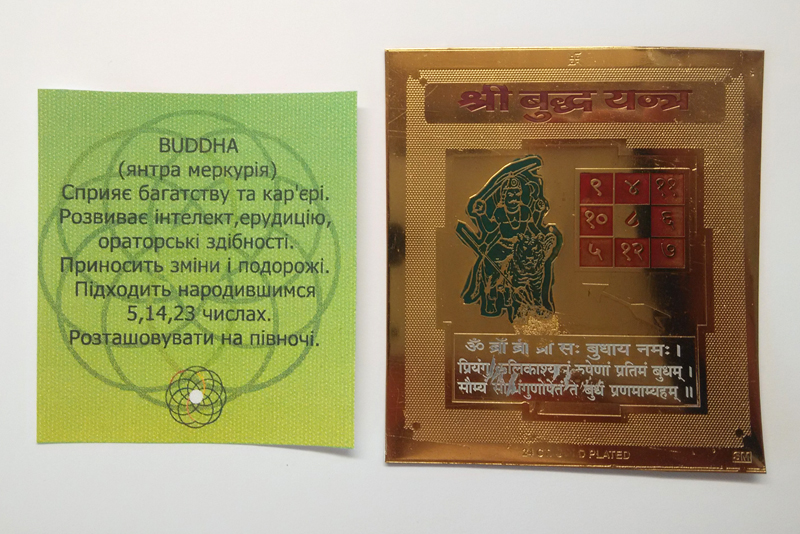 BUDDHA
(янтра меркурія)
Сприяє багатству та кар'єрі.
Розвиває інтелект,ерудицію,
ораторські здібності.
Приносить зміни і подорожі.
Підходить народившимся
5,14,23 числах.
Розташовувати на півночі.
ॐ
श्री बुद्ध यन्त्र
९ ४ ११
१० ८ ६
५ १२ ७
ॐ ब्राँ ब्रीं सः बुधाय नमः।
प्रतिमं बुधम्।
सौम्यं बुधं प्रणमाम्यहम्॥
PLATED